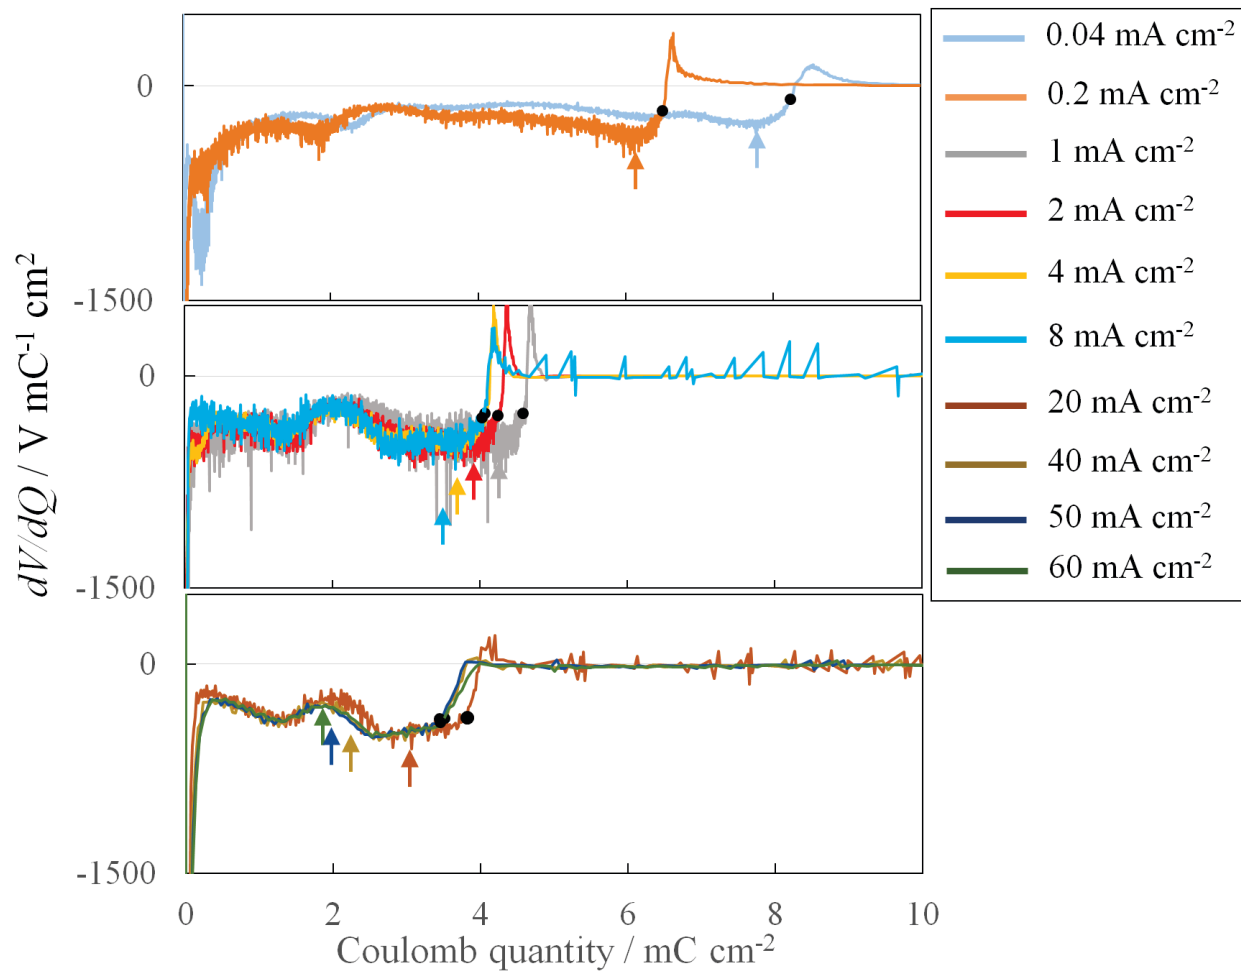 0
-1500
0
-1500
0
-1500
0 2 4 6 8 10
dV/dQ / V mC⁻¹ cm²
Coulomb quantity / mC cm⁻²
0.04 mA cm⁻²
0.2 mA cm⁻²
1 mA cm⁻²
2 mA cm⁻²
4 mA cm⁻²
8 mA cm⁻²
20 mA cm⁻²
40 mA cm⁻²
50 mA cm⁻²
60 mA cm⁻²